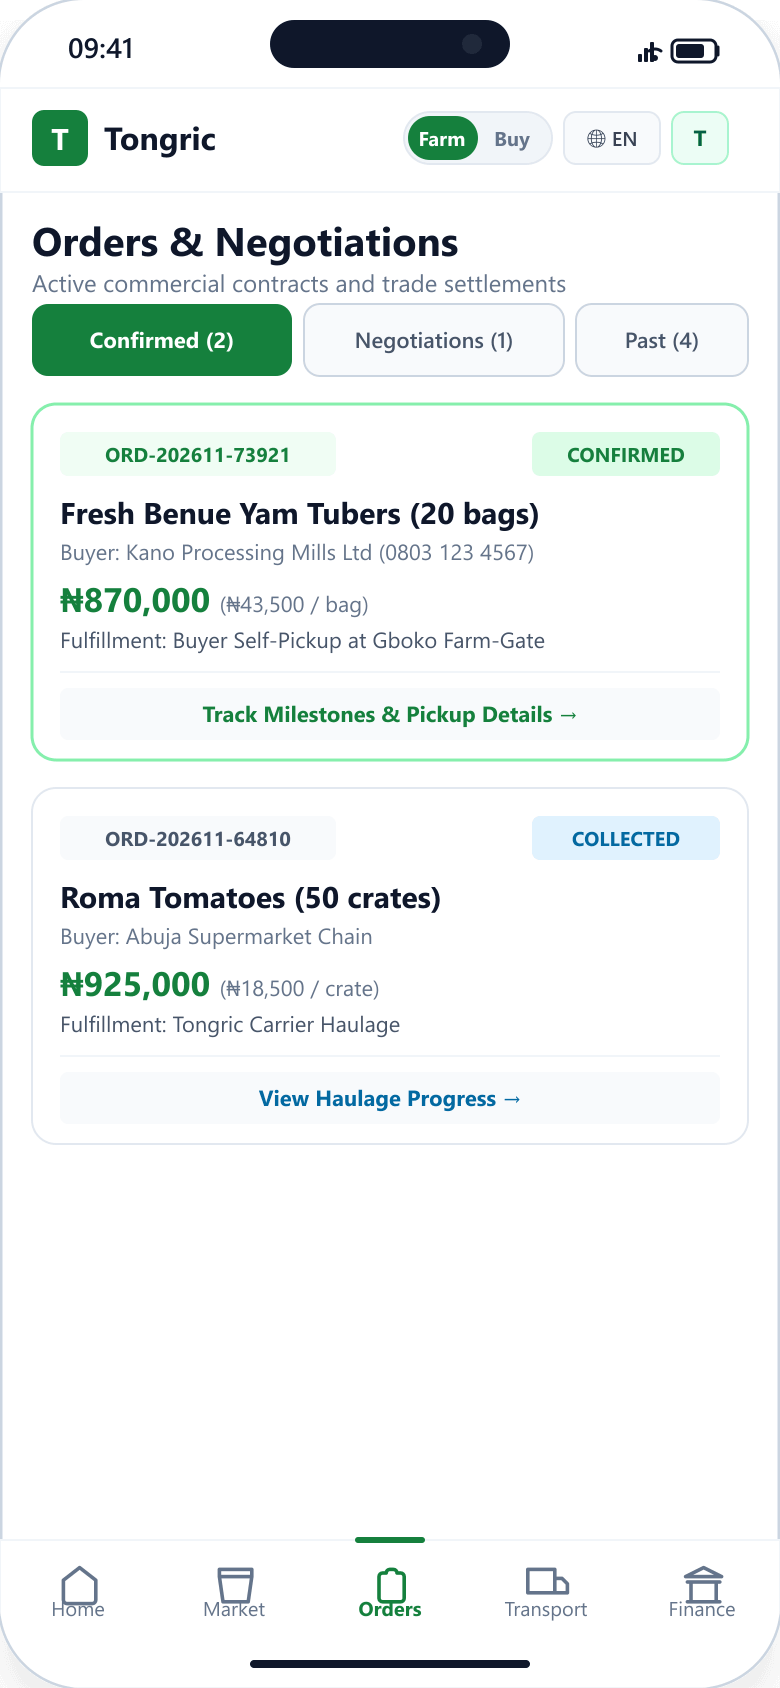 09:41
T Tongric Farm Buy EN T
Orders & Negotiations
Active commercial contracts and trade settlements
Confirmed (2) Negotiations (1) Past (4)
ORD-202611-73921 CONFIRMED
Fresh Benue Yam Tubers (20 bags)
Buyer: Kano Processing Mills Ltd (0803 123 4567)
₦870,000 (₦43,500 / bag)
Fulfillment: Buyer Self-Pickup at Gboko Farm-Gate
Track Milestones & Pickup Details →
ORD-202611-64810 COLLECTED
Roma Tomatoes (50 crates)
Buyer: Abuja Supermarket Chain
₦925,000 (₦18,500 / crate)
Fulfillment: Tongric Carrier Haulage
View Haulage Progress →
Home Market Orders Transport Finance